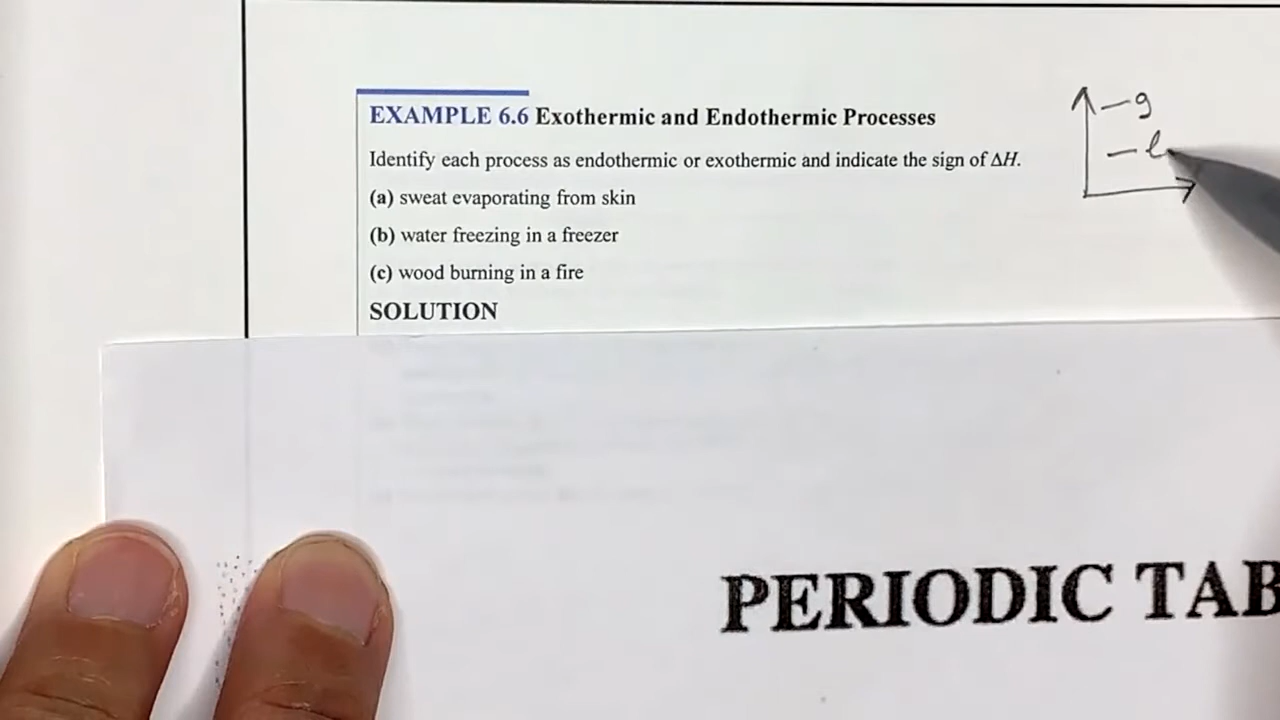 EXAMPLE 6.6 Exothermic and Endothermic Processes
Identify each process as endothermic or exothermic and indicate the sign of ΔH.
(a) sweat evaporating from skin
(b) water freezing in a freezer
(c) wood burning in a fire
SOLUTION
g
l
PERIODIC TAB